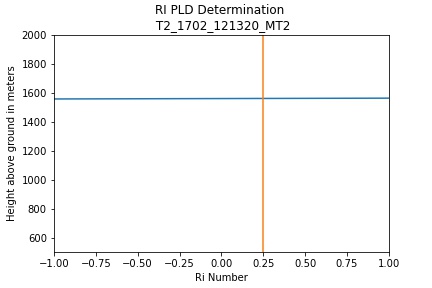 RI PLD Determination
T2_1702_121320_MT2
2000
1800
1600
1400
1200
1000
800
600
Height above ground in meters
−1.00 −0.75 −0.50 −0.25 0.00 0.25 0.50 0.75 1.00
Ri Number